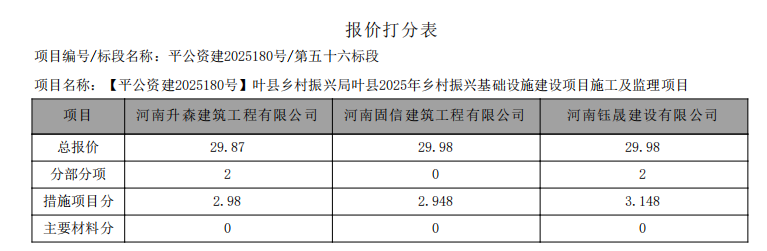 报价打分表
项目编号/标段名称：平公资建2025180号/第五十六标段
项目名称：【平公资建2025180号】叶县乡村振兴局叶县2025年乡村振兴基础设施建设项目施工及监理项目
项目 河南升森建筑工程有限公司 河南固信建筑工程有限公司 河南钰晟建设有限公司
总报价 29.87 29.98 29.98
分部分项 2 0 2
措施项目分 2.98 2.948 3.148
主要材料分 0 0 0